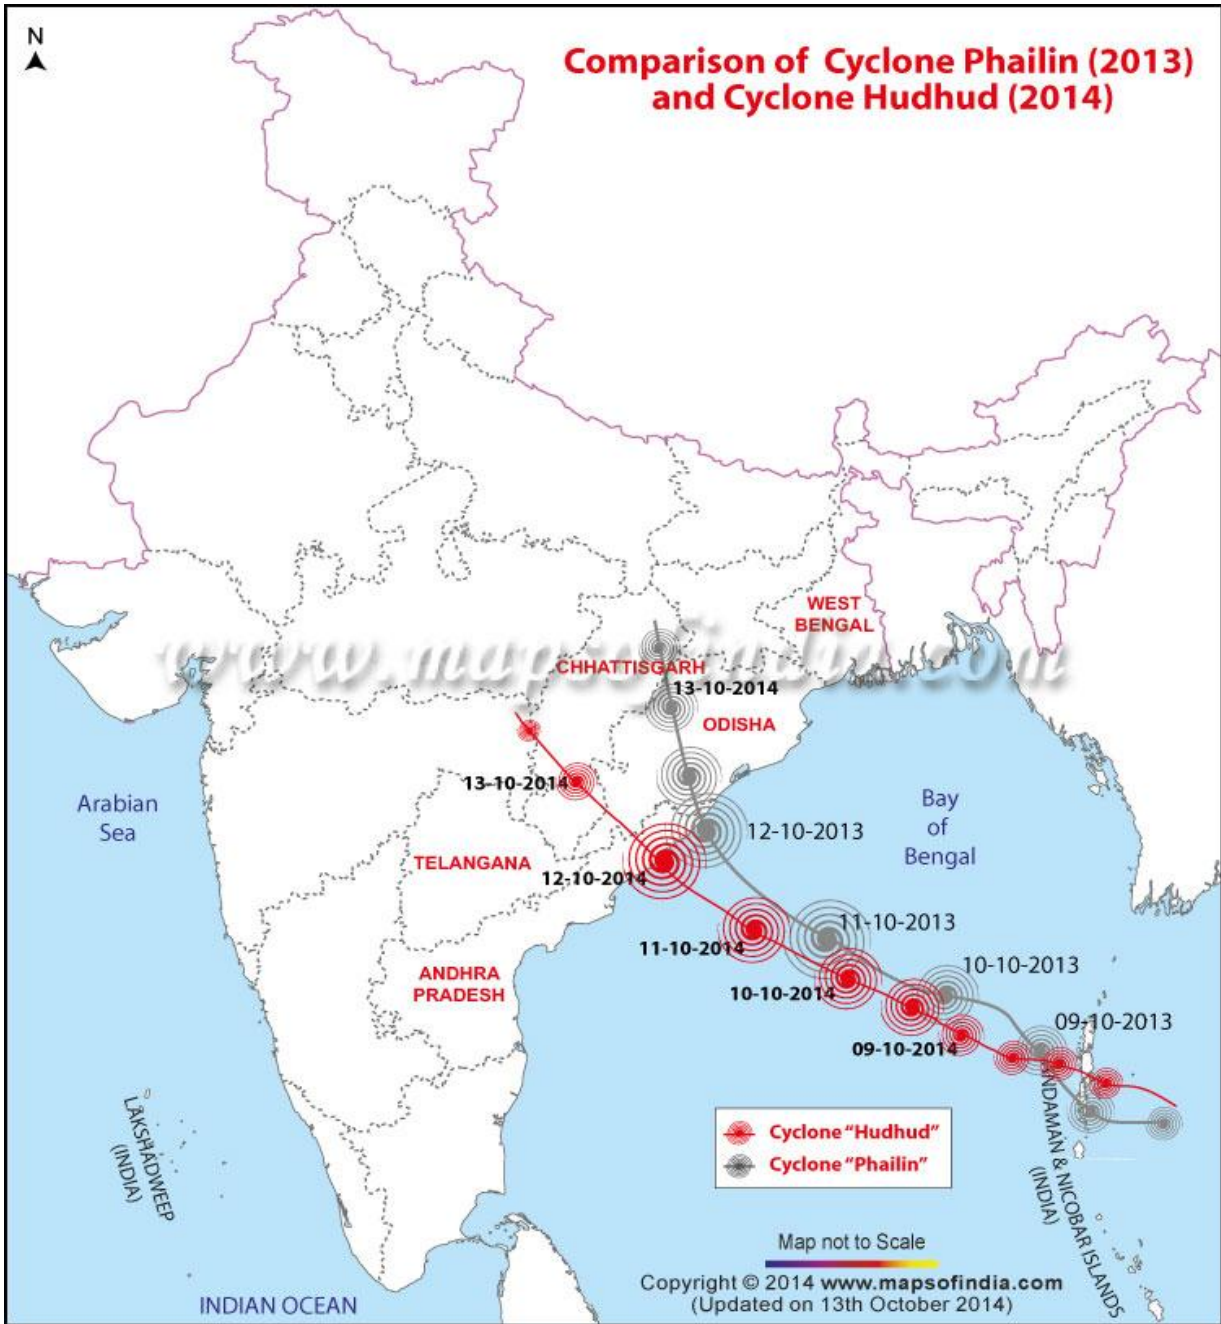 N
Comparison of Cyclone Phailin (2013)
and Cyclone Hudhud (2014)
WEST
BENGAL
www.mapsofindia.com
CHHATTISGARH
13-10-2014
ODISHA
13-10-2014
Arabian
Sea
Bay
of
Bengal
12-10-2013
TELANGANA
12-10-2014
11-10-2013
11-10-2014
ANDHRA
PRADESH
10-10-2013
10-10-2014
09-10-2013
09-10-2014
LAKSHADWEEP
(INDIA)
NDAMAN & NICOBAR ISLANDS
(INDIA)
Cyclone "Hudhud"
Cyclone "Phailin"
Map not to Scale
Copyright © 2014 www.mapsofindia.com
(Updated on 13th October 2014)
INDIAN OCEAN